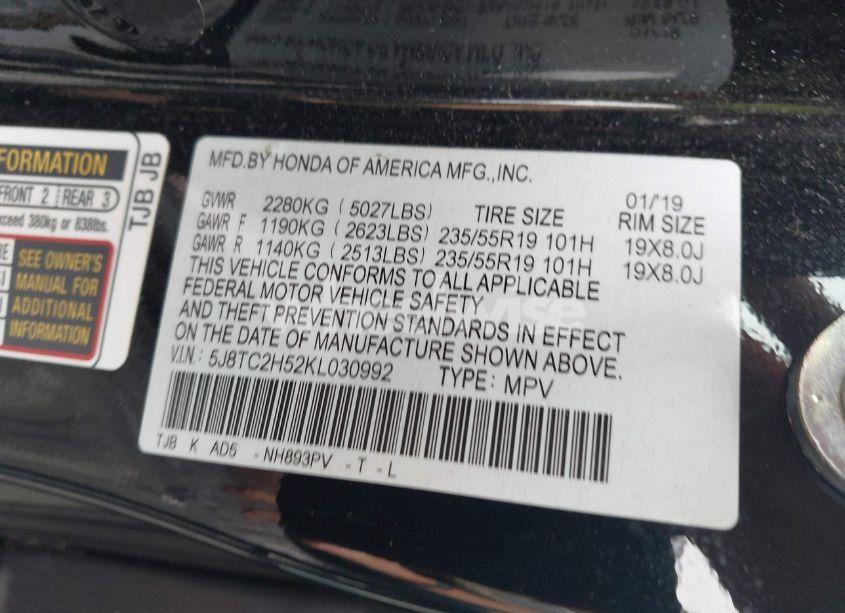 FORMATION
FRONT 2 REAR 3
exceed 380kg or 838lbs.
SEE OWNER'S
MANUAL FOR
ADDITIONAL
INFORMATION
TJB JB
MFD.BY HONDA OF AMERICA MFG.,INC.
01/'19
GVWR 2280KG (5027LBS) TIRE SIZE RIM SIZE
GAWR F 1190KG (2623LBS) 235/55R19 101H 19X8.0J
GAWR R 1140KG (2513LBS) 235/55R19 101H 19X8.0J
THIS VEHICLE CONFORMS TO ALL APPLICABLE
FEDERAL MOTOR VEHICLE SAFETY
AND THEFT PREVENTION STANDARDS IN EFFECT
ON THE DATE OF MANUFACTURE SHOWN ABOVE.
V.I.N.: 5J8TC2H52KL030992 TYPE: MPV
TJB K AD5 -NH893PV -T -L